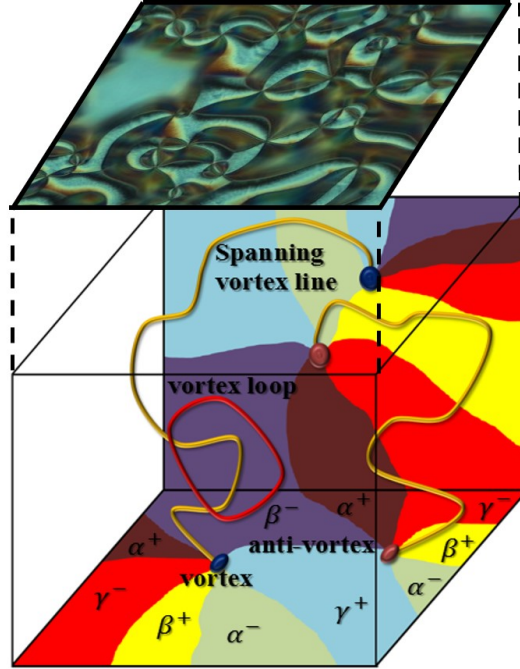 Spanning
vortex line
vortex loop
β⁻
α⁺
γ⁻
α⁺
anti-vortex
β⁺
vortex
α⁻
γ⁻
β⁺
α⁻
γ⁺